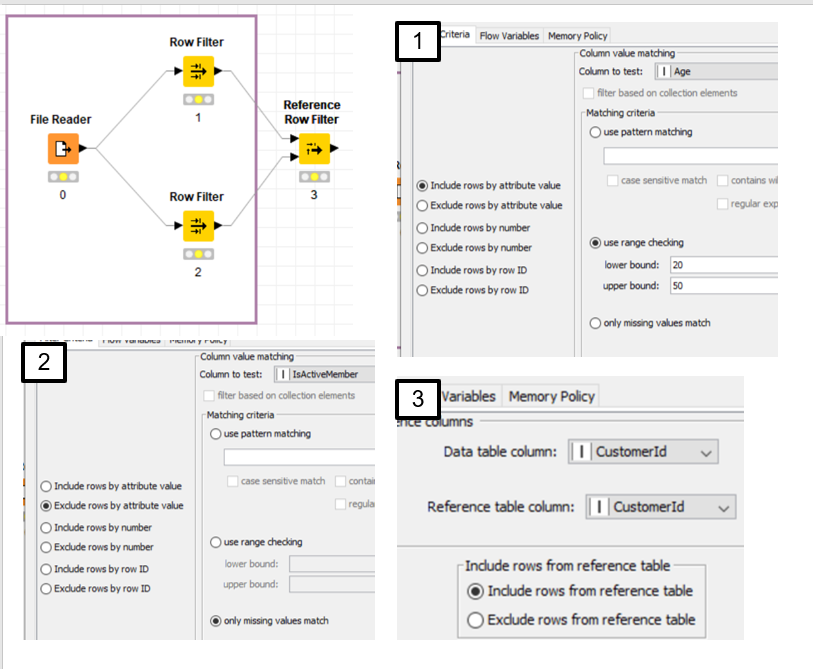 Row Filter
1
File Reader
0
Reference
Row Filter
3
Row Filter
2
1
Criteria
Flow Variables
Memory Policy
Column value matching
Column to test:
I
Age
filter based on collection elements
Matching criteria
use pattern matching
case sensitive match
contains wi
regular exp
Include rows by attribute value
Exclude rows by attribute value
Include rows by number
Exclude rows by number
Include rows by row ID
Exclude rows by row ID
use range checking
lower bound:
20
upper bound:
50
only missing values match
2
Flow Variables
Memory Policy
Column value matching
Column to test:
I
IsActiveMember
filter based on collection elements
Matching criteria
use pattern matching
case sensitive match
contai
regula
Include rows by attribute value
Exclude rows by attribute value
Include rows by number
Exclude rows by number
Include rows by row ID
Exclude rows by row ID
use range checking
lower bound:
upper bound:
only missing values match
3
Variables
Memory Policy
ence columns
Data table column:
I
CustomerId
Reference table column:
I
CustomerId
Include rows from reference table
Include rows from reference table
Exclude rows from reference table